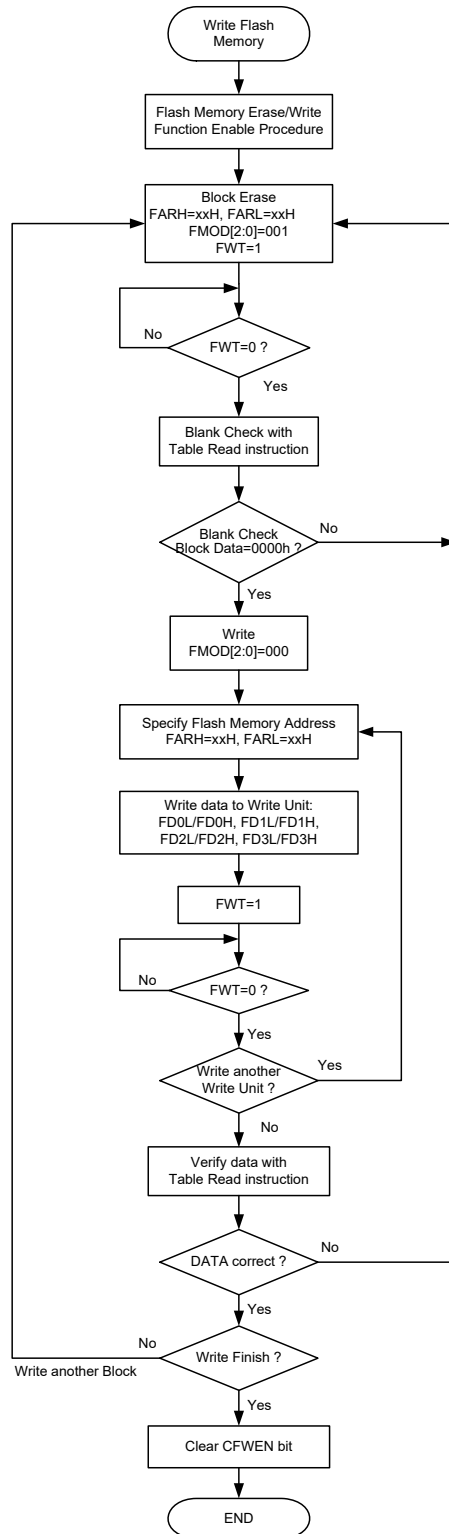 Write Flash
Memory
Flash Memory Erase/Write
Function Enable Procedure
Block Erase
FARH=xxH, FARL=xxH
FMOD[2:0]=001
FWT=1
No
FWT=0 ?
Yes
Blank Check with
Table Read instruction
Blank Check
Block Data=0000h ?
No
Yes
Write
FMOD[2:0]=000
Specify Flash Memory Address
FARH=xxH, FARL=xxH
Write data to Write Unit:
FD0L/FD0H, FD1L/FD1H,
FD2L/FD2H, FD3L/FD3H
FWT=1
No
FWT=0 ?
Yes
Write another
Write Unit ?
Yes
No
Verify data with
Table Read instruction
DATA correct ?
No
Yes
No
Write another Block
Write Finish ?
Yes
Clear CFWEN bit
END